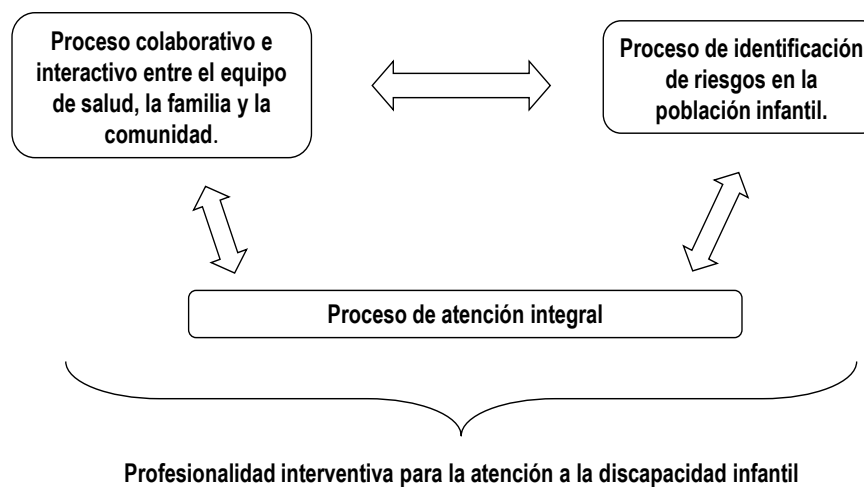 Proceso colaborativo e
interactivo entre el equipo
de salud, la familia y la
comunidad.
Proceso de identificación
de riesgos en la
población infantil.
Proceso de atención integral
Profesionalidad interventiva para la atención a la discapacidad infantil